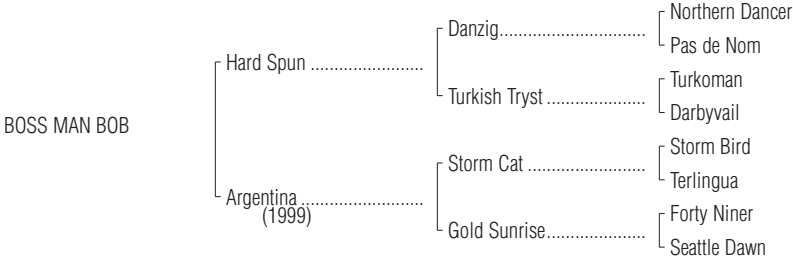 Northern Dancer
Danzig..............................
Pas de Nom
Hard Spun .......................
Turkoman
Turkish Tryst ....................
Darbyvail
BOSS MAN BOB
Storm Bird
Storm Cat ........................
Terlingua
Argentina .........................
(1999)
Forty Niner
Gold Sunrise....................
Seattle Dawn